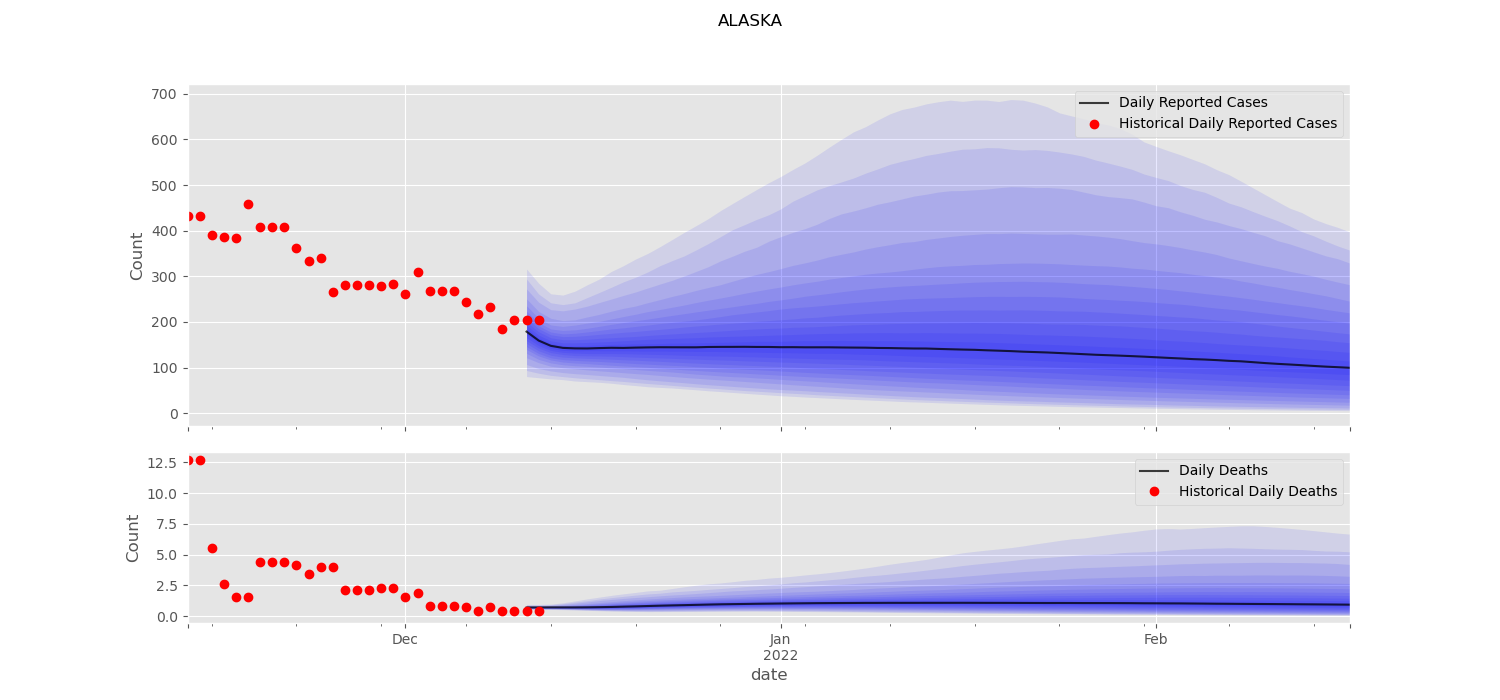 ALASKA
700
600
500
400
300
200
100
0
Count
Daily Reported Cases
Historical Daily Reported Cases
12.5
10.0
7.5
5.0
2.5
0.0
Count
Daily Deaths
Historical Daily Deaths
Dec
Jan
2022
Feb
date